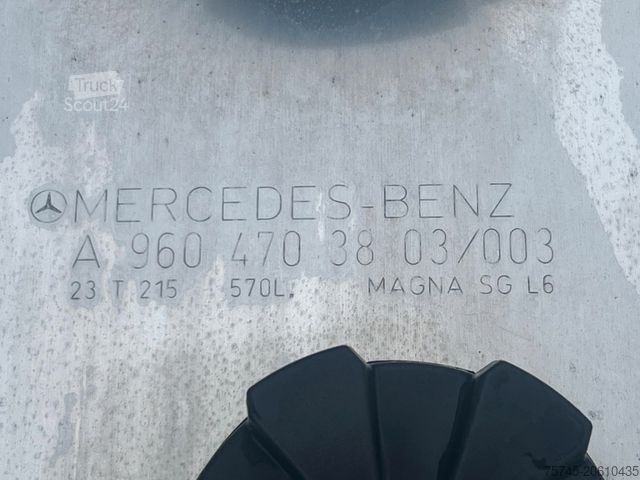 Truck
Scout24
MERCEDES-BENZ
A 960 470 38 03/003
23 T 215 570L. MAGNA SG L6
75745-20610435